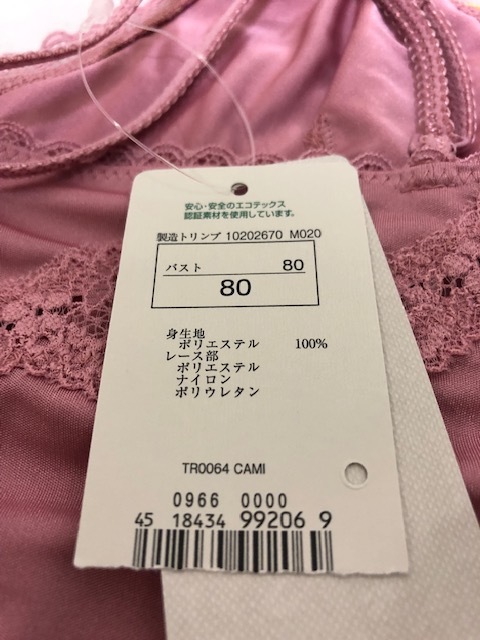 安心・安全のエコテックス
認証素材を使用しています。
製造トリンプ 10202670 M020
バスト 80
80
身生地
ポリエステル 100%
レース部
ポリエステル
ナイロン
ポリウレタン
TR0064 CAMI
0966 0000
45 18434 99206 9